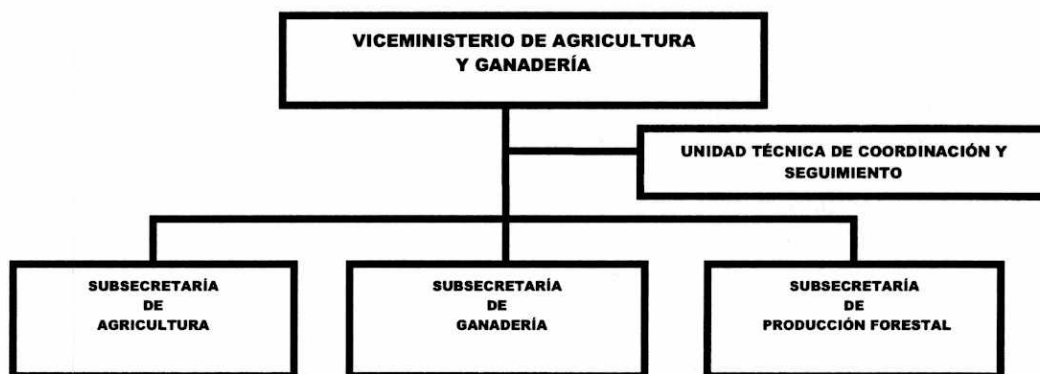 VICEMINISTERIO DE AGRICULTURA
Y GANADERÍA
UNIDAD TÉCNICA DE COORDINACIÓN Y
SEGUIMIENTO
SUBSECRETARÍA
DE
AGRICULTURA
SUBSECRETARÍA
DE
GANADERÍA
SUBSECRETARÍA
DE
PRODUCCIÓN FORESTAL